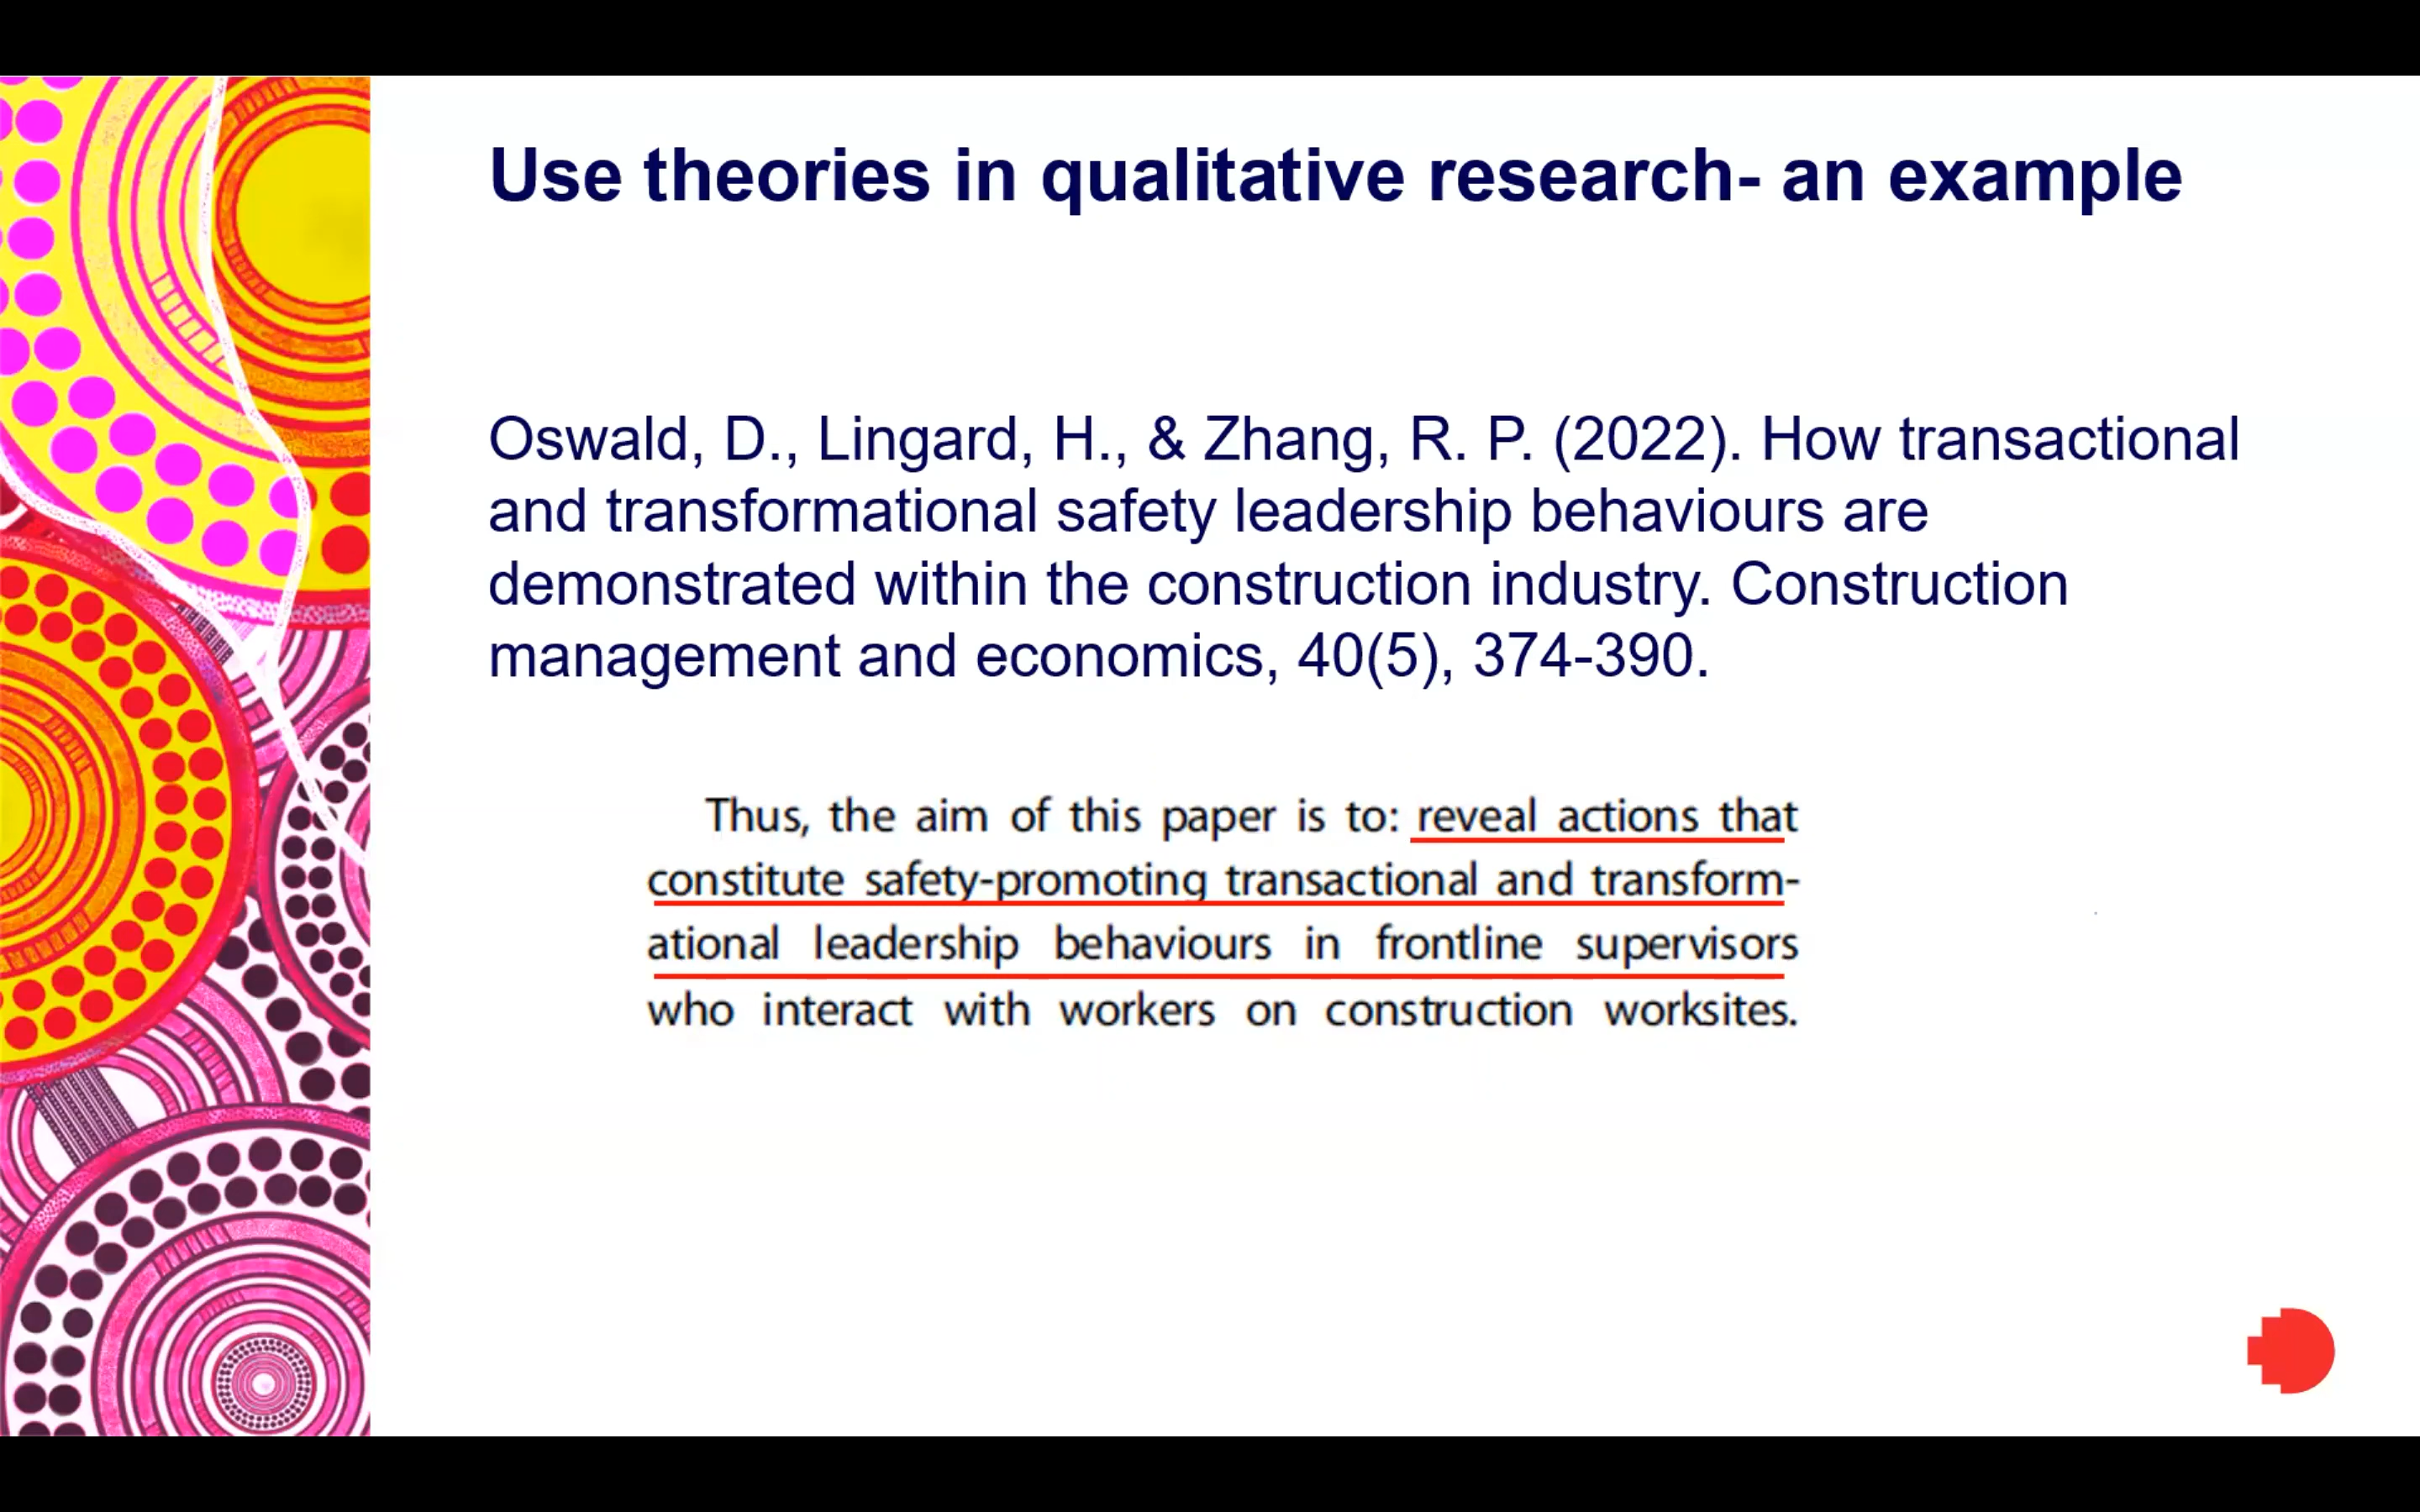 Use theories in qualitative research- an example
Oswald, D., Lingard, H., & Zhang, R. P. (2022). How transactional
and transformational safety leadership behaviours are
demonstrated within the construction industry. Construction
management and economics, 40(5), 374-390.
Thus, the aim of this paper is to: reveal actions that
constitute safety-promoting transactional and transform-
ational leadership behaviours in frontline supervisors
who interact with workers on construction worksites.